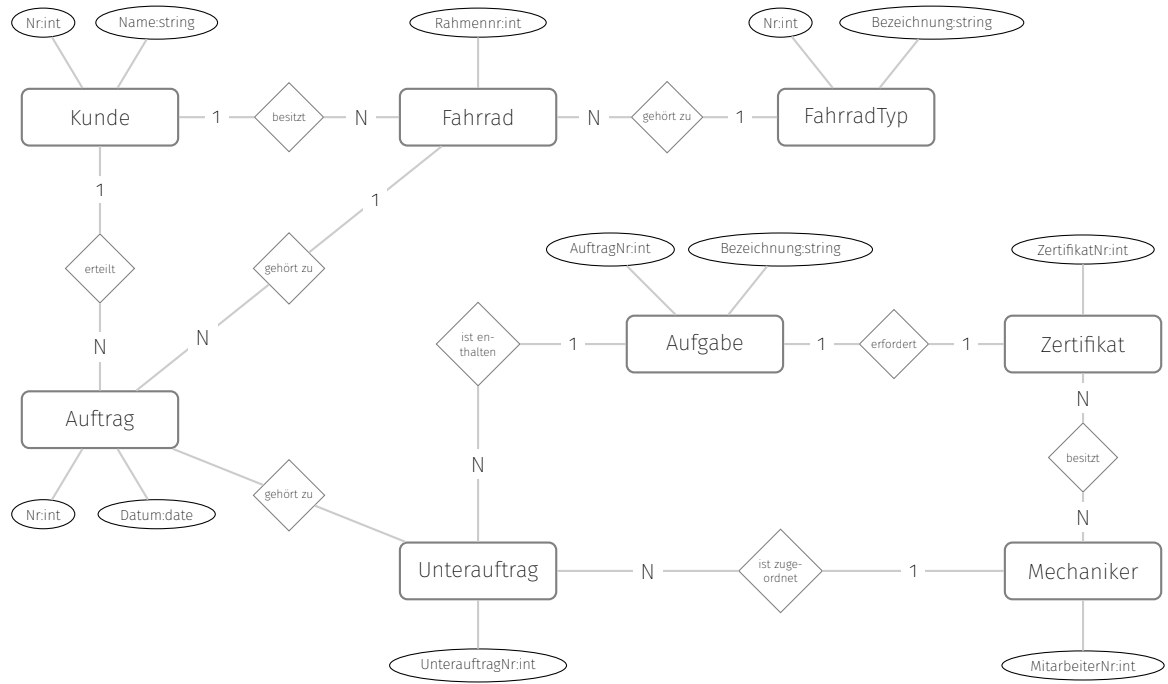 Nr:int
Name:string
Rahmennr:int
Nr:int
Bezeichnung:string
Kunde
1
besitzt
N
Fahrrad
N
gehört zu
1
FahrradTyp
1
1
erteilt
gehört zu
N
N
AuftragNr:int
Bezeichnung:string
ZertifikatNr:int
ist en-
thalten
1
Aufgabe
1
erfordert
1
Zertifikat
Auftrag
N
besitzt
N
N
Nr:int
Datum:date
gehört zu
Unterauftrag
N
ist zuge-
ordnet
1
Mechaniker
UnterauftragNr:int
MitarbeiterNr:int